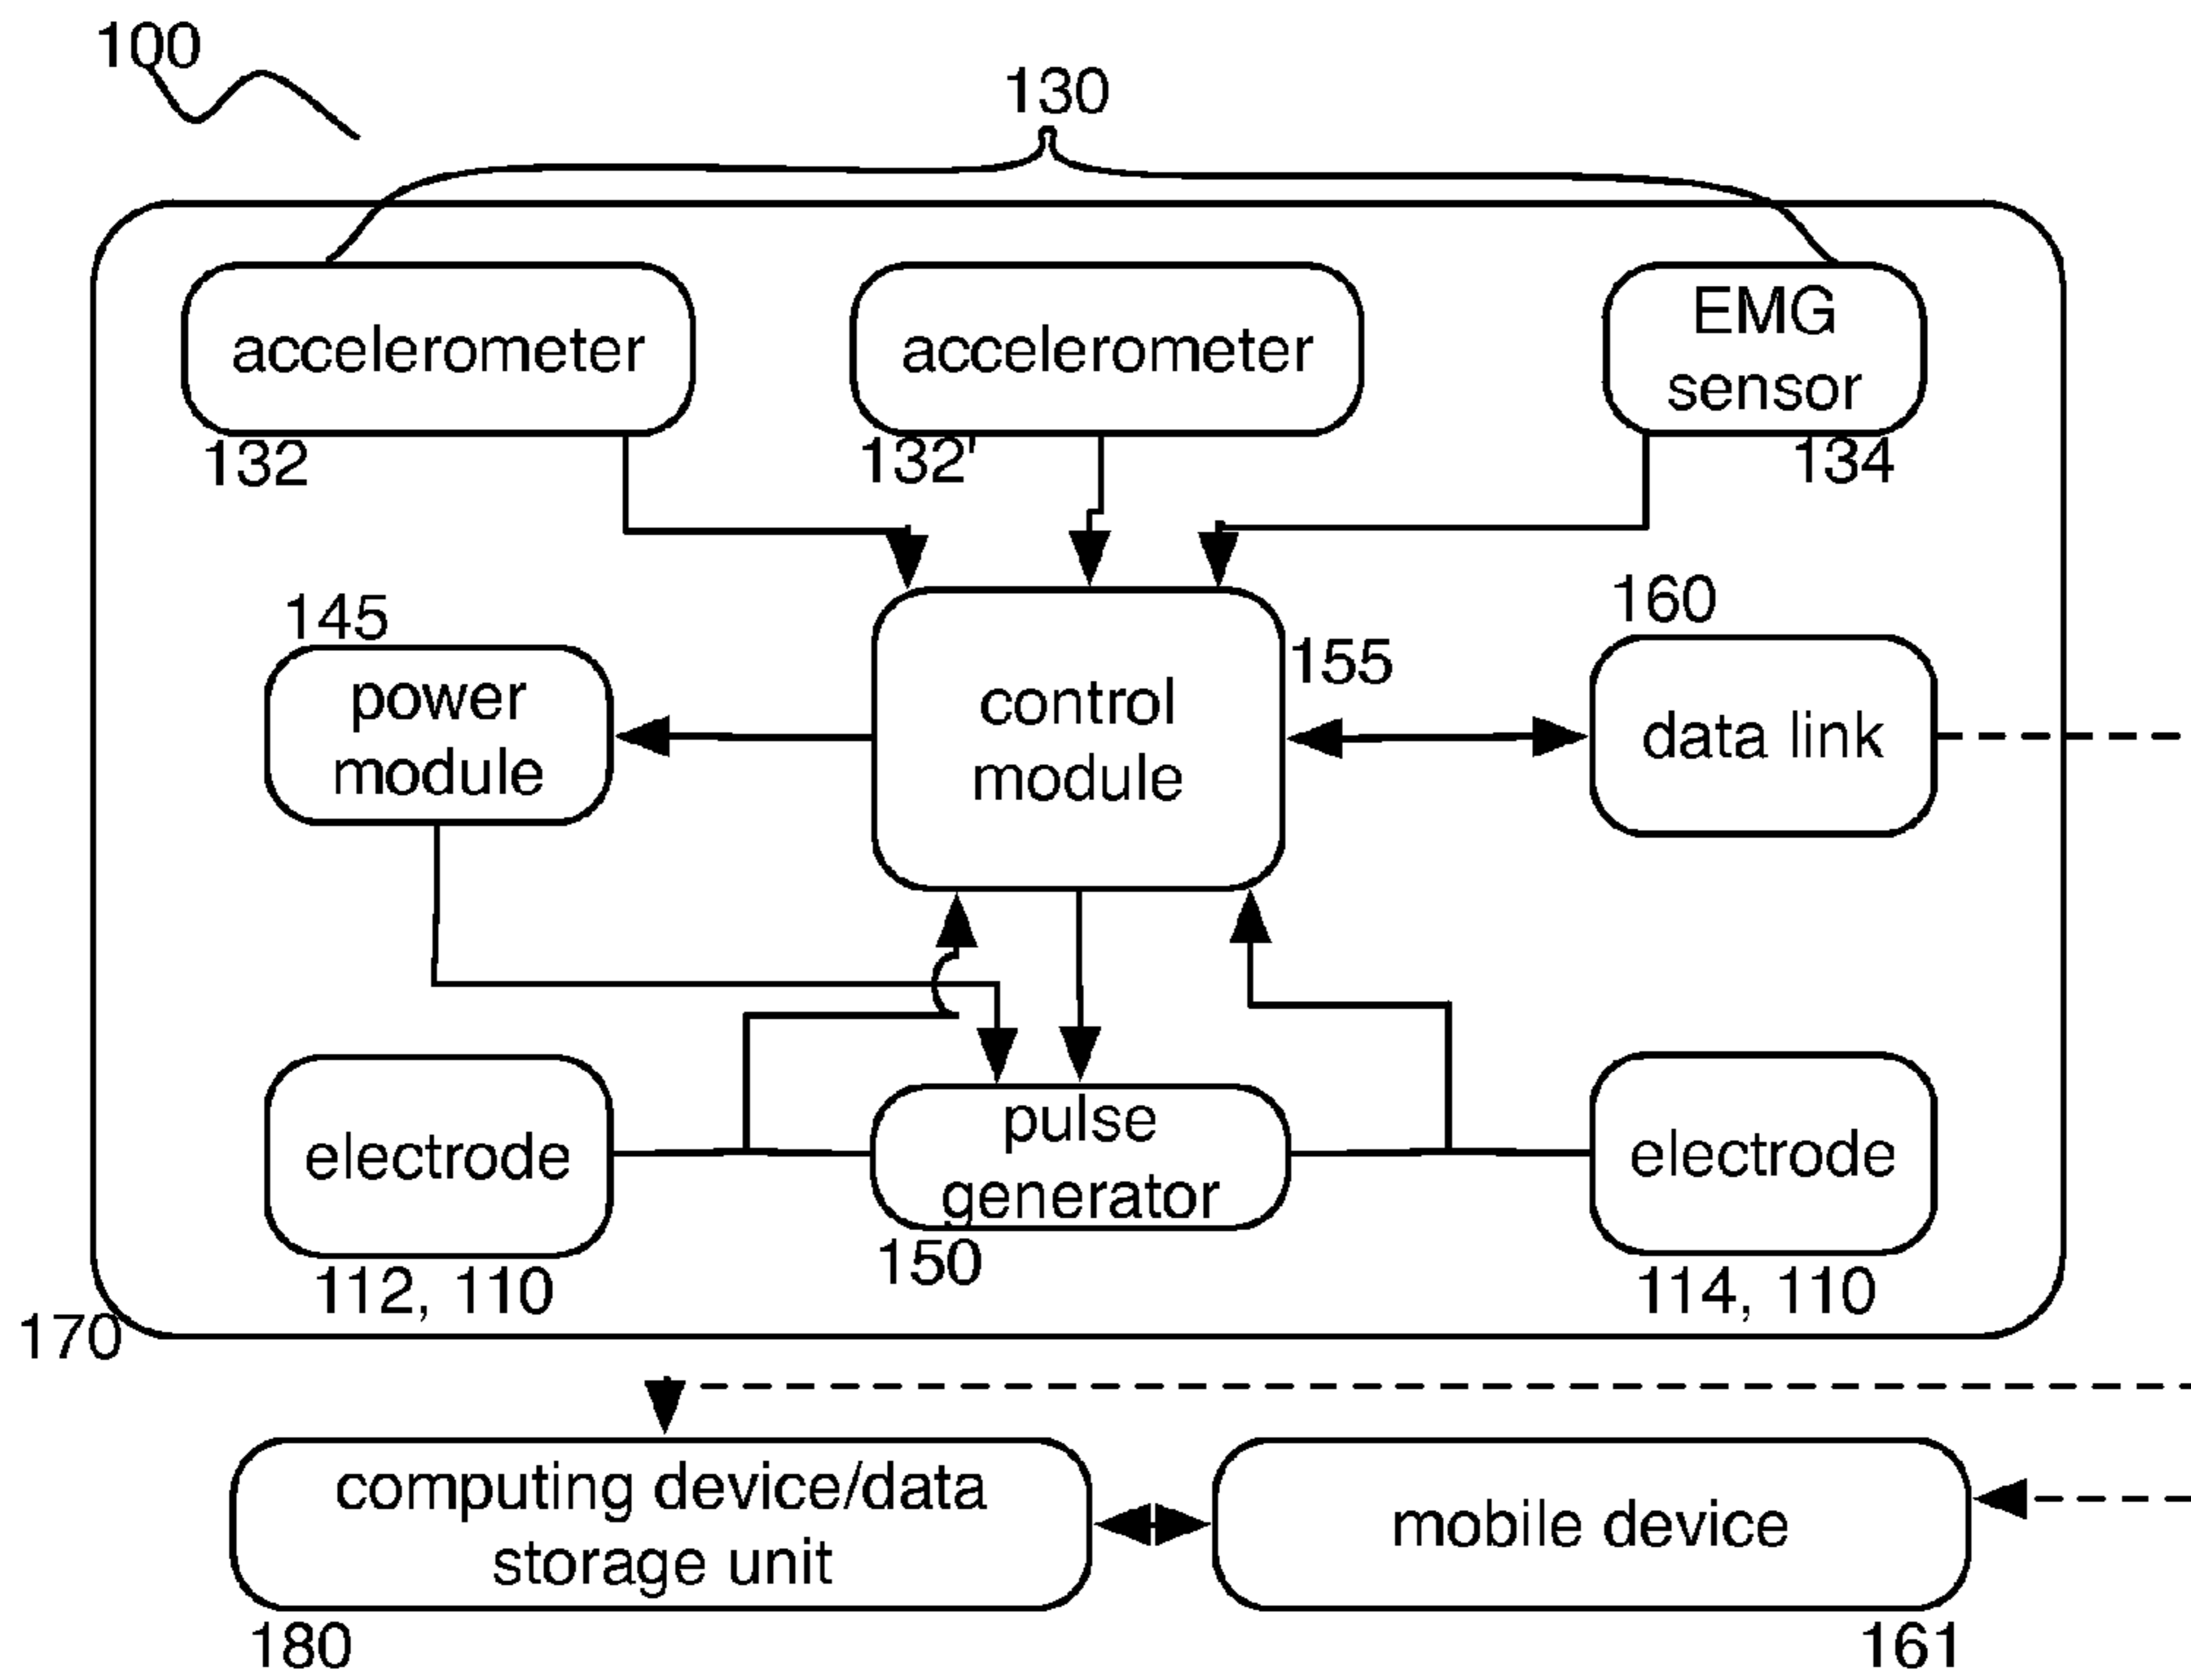 100
130
accelerometer
accelerometer
EMG
sensor
132
132'
134
145
160
155
power
module
control
module
data link
electrode
pulse
generator
electrode
112, 110
150
114, 110
170
computing device/data
storage unit
mobile device
180
161